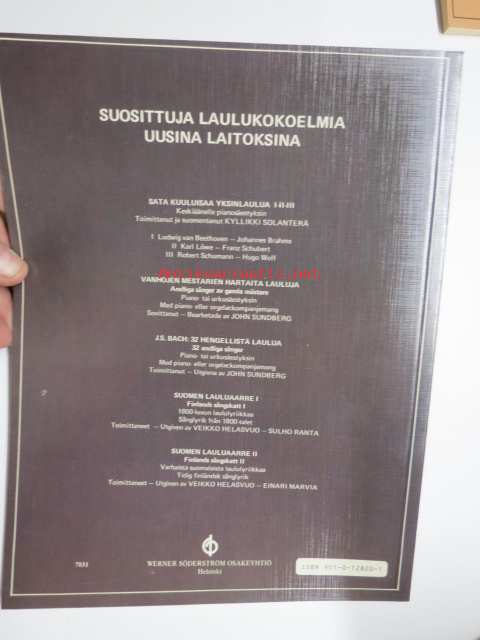 SUOSITTUJA LAULUKOKOELMIA
UUSINA LAITOKSINA
SATA KUULUISAA YKSINLAULUA I-II-III
Keskiäänelle pianosäestyksin
Toimittanut ja suomentanut KYLLIKKI SOLANTERÄ
I Ludwig van Beethoven — Johannes Brahms
II Karl Löwe — Franz Schubert
III Robert Schumann — Hugo Wolf
VANHOJEN MESTARIEN HARTAITA LAULUJA
Andliga sånger av gamla mästare
Piano- tai urkusäestyksin
Med piano- eller orgelackompanjemang
Sovittanut — Bearbetade av JOHN SUNDBERG
J.S. BACH: 32 HENGELLISTÄ LAULUA
32 andliga sånger
Piano- tai urkusäestyksin
Med piano- eller orgelackompanjemang
Toimittanut — Utgivna av JOHN SUNDBERG
SUOMEN LAULUAARRE I
Finlands sångskatt I
1800-luvun laululyriikkaa
Sånglyrik från 1800-talet
Toimittaneet — Utgiven av VEIKKO HELASVUO — SULHO RANTA
SUOMEN LAULUAARRE II
Finlands sångskatt II
Varhaista suomalaista laululyriikkaa
Tidig finländsk sånglyrik
Toimittaneet — Utgiven av VEIKKO HELASVUO — EINARI MARVIA
7033
WERNER SÖDERSTRÖM OSAKEYHTIÖ
Helsinki